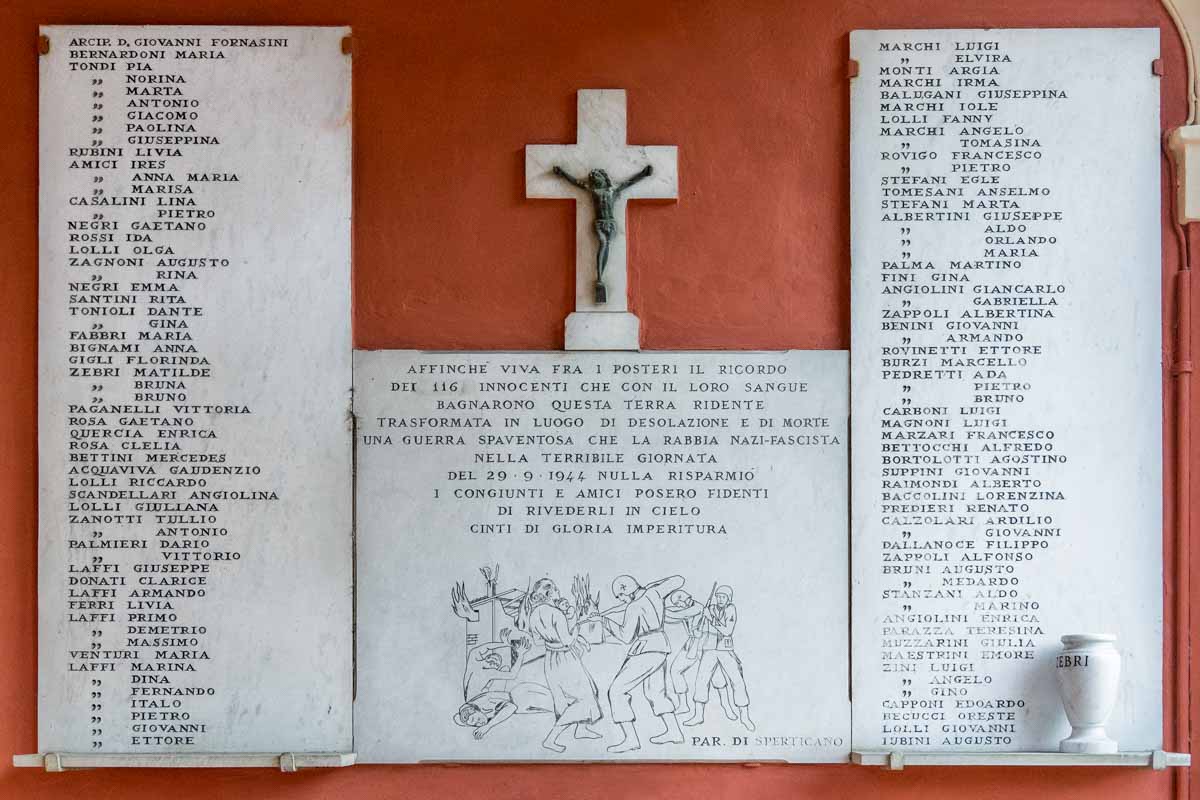 ARCIP. D. GIOVANNI FORNASINI
BERNARDONI MARIA
TONDI PIA
„ NORINA
„ MARTA
„ ANTONIO
„ GIACOMO
„ PAOLINA
„ GIUSEPPINA
RUBINI LIVIA
AMICI IRES
„ ANNA MARIA
„ MARISA
CASALINI LINA
„ PIETRO
NEGRI GAETANO
ROSSI IDA
LOLLI OLGA
ZAGNONI AUGUSTO
„ RINA
NEGRI EMMA
SANTINI RITA
TONIOLI DANTE
„ GINA
FABBRI MARIA
BIGNAMI ANNA
GIGLI FLORINDA
ZEBRI MATILDE
„ BRUNA
„ BRUNO
PAGANELLI VITTORIA
ROSA GAETANO
QUERCIA ENRICA
ROSA CLELIA
BETTINI MERCEDES
ACQUAVIVA GAUDENZIO
LOLLI RICCARDO
SCANDELLARI ANGIOLINA
LOLLI GIULIANA
ZANOTTI TULLIO
„ ANTONIO
PALMIERI DARIO
„ VITTORIO
LAFFI GIUSEPPE
DONATI CLARICE
LAFFI ARMANDO
FERRI LIVIA
LAFFI PRIMO
„ DEMETRIO
„ MASSIMO
VENTURI MARIA
LAFFI MARINA
„ DINA
„ FERNANDO
„ ITALO
„ PIETRO
„ GIOVANNI
„ ETTORE
AFFINCHÈ VIVA FRA I POSTERI IL RICORDO
DEI 116 INNOCENTI CHE CON IL LORO SANGUE
BAGNARONO QUESTA TERRA RIDENTE
TRASFORMATA IN LUOGO DI DESOLAZIONE E DI MORTE
UNA GUERRA SPAVENTOSA CHE LA RABBIA NAZI-FASCISTA
NELLA TERRIBILE GIORNATA
DEL 29·9·1944 NULLA RISPARMIÒ
I CONGIUNTI E AMICI POSERO FIDENTI
DI RIVEDERLI IN CIELO
CINTI DI GLORIA IMPERITURA
PAR. DI SPERTICANO
MARCHI LUIGI
„ ELVIRA
MONTI ARGIA
MARCHI IRMA
BALUGANI GIUSEPPINA
MARCHI IOLE
LOLLI FANNY
MARCHI ANGELO
„ TOMASINA
ROVIGO FRANCESCO
„ PIETRO
STEFANI EGLE
TOMESANI ANSELMO
STEFANI MARTA
ALBERTINI GIUSEPPE
„ ALDO
„ ORLANDO
„ MARIA
PALMA MARTINO
FINI GINA
ANGIOLINI GIANCARLO
„ GABRIELLA
ZAPPOLI ALBERTINA
BENINI GIOVANNI
„ ARMANDO
ROVINETTI ETTORE
BURZI MARCELLO
PEDRETTI ADA
„ PIETRO
„ BRUNO
CARBONI LUIGI
MAGNONI LUIGI
MARZARI FRANCESCO
BETTOCCHI ALFREDO
BORTOLOTTI AGOSTINO
SUPPINI GIOVANNI
RAIMONDI ALBERTO
BACCOLINI LORENZINA
PREDIERI RENATO
CALZOLARI ARDILIO
„ GIOVANNI
DALLANOCE FILIPPO
ZAPPOLI ALFONSO
BRUNI AUGUSTO
„ MEDARDO
STANZANI ALDO
„ MARINO
ANGIOLINI ENRICA
PARAZZA TERESINA
MUZZARINI GIULIA
MAESTRINI EMORE
ZINI LUIGI
„ ANGELO
„ GINO
CAPPONI EDOARDO
BECUCCI ORESTE
LOLLI GIOVANNI
IUBINI AUGUSTO